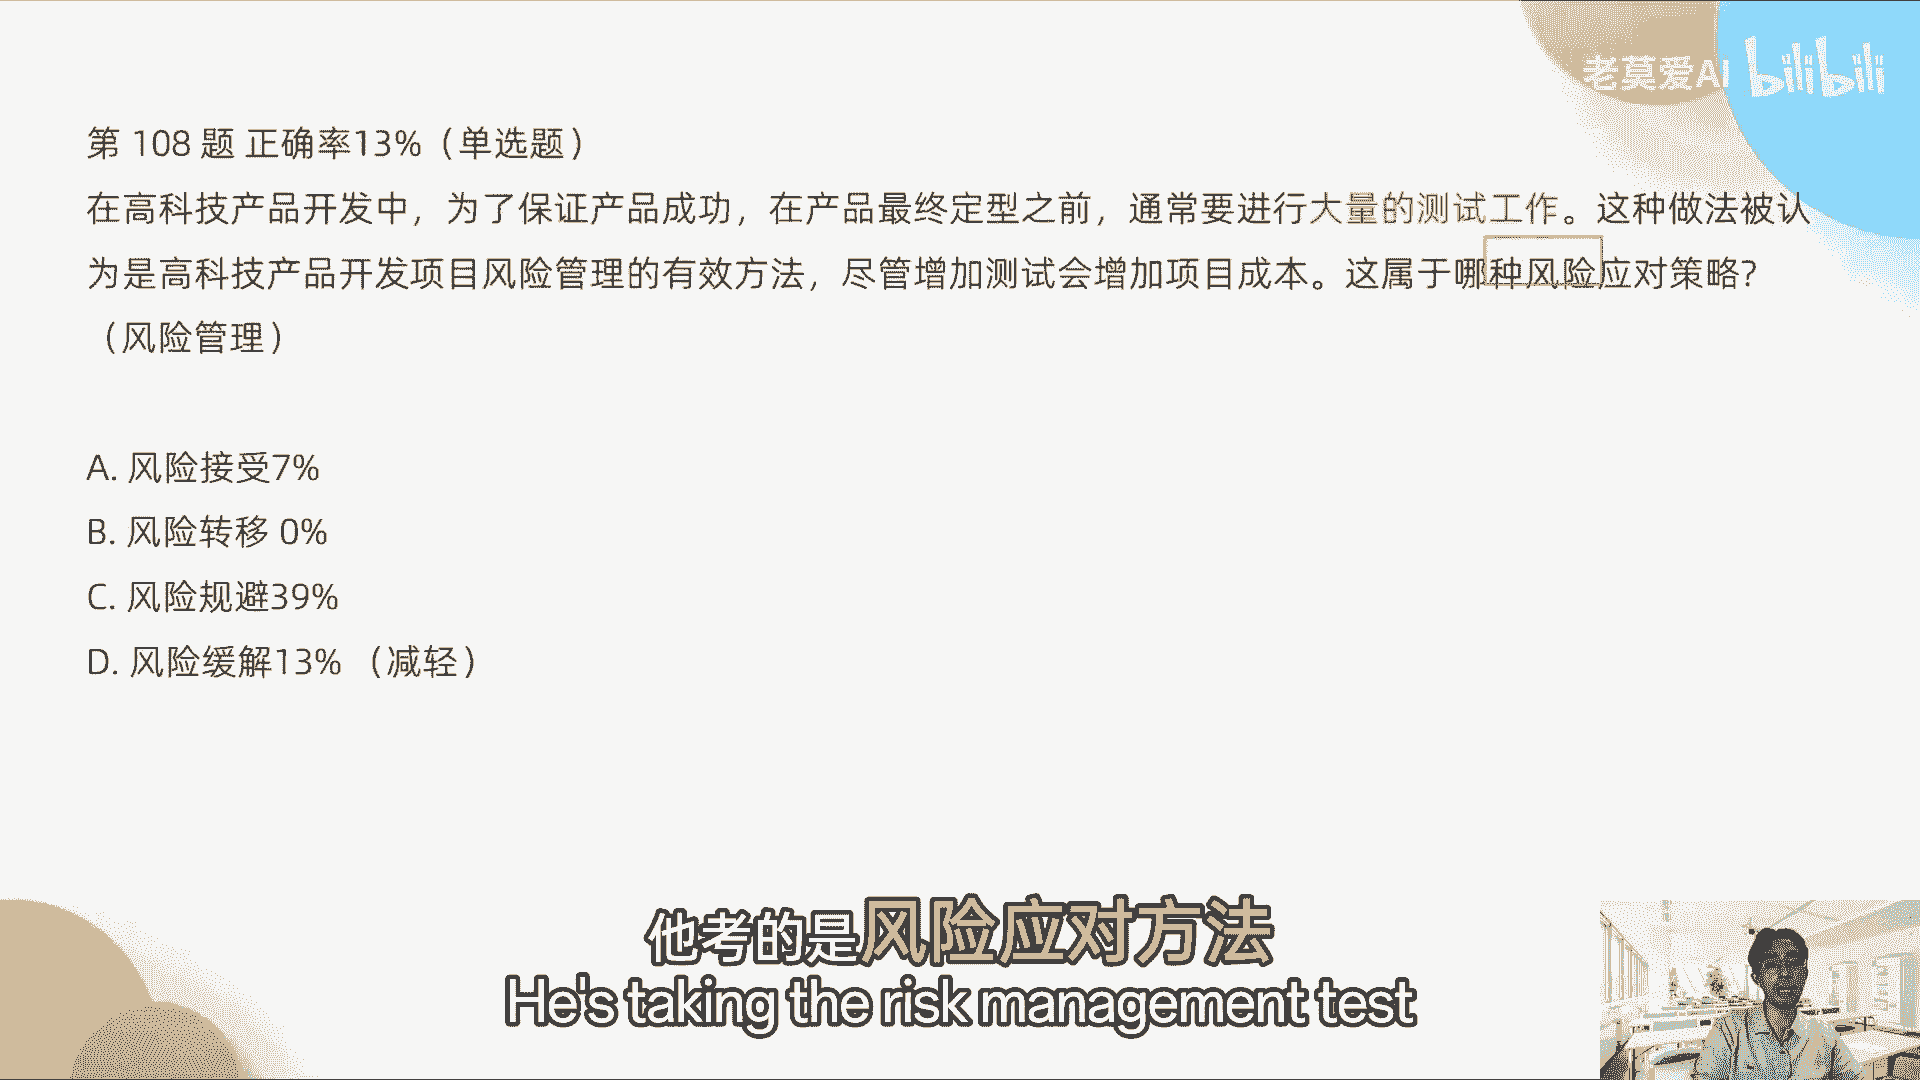 老莫爱AI bilibili
第 108 题 正确率13%（单选题）
在高科技产品开发中，为了保证产品成功，在产品最终定型之前，通常要进行大量的测试工作。这种做法被认
为是高科技产品开发项目风险管理的有效方法，尽管增加测试会增加项目成本。这属于哪种风险应对策略?
（风险管理）
A. 风险接受7%
B. 风险转移 0%
C. 风险规避39%
D. 风险缓解13% （减轻）
他考的是风险应对方法
He's taking the risk management test